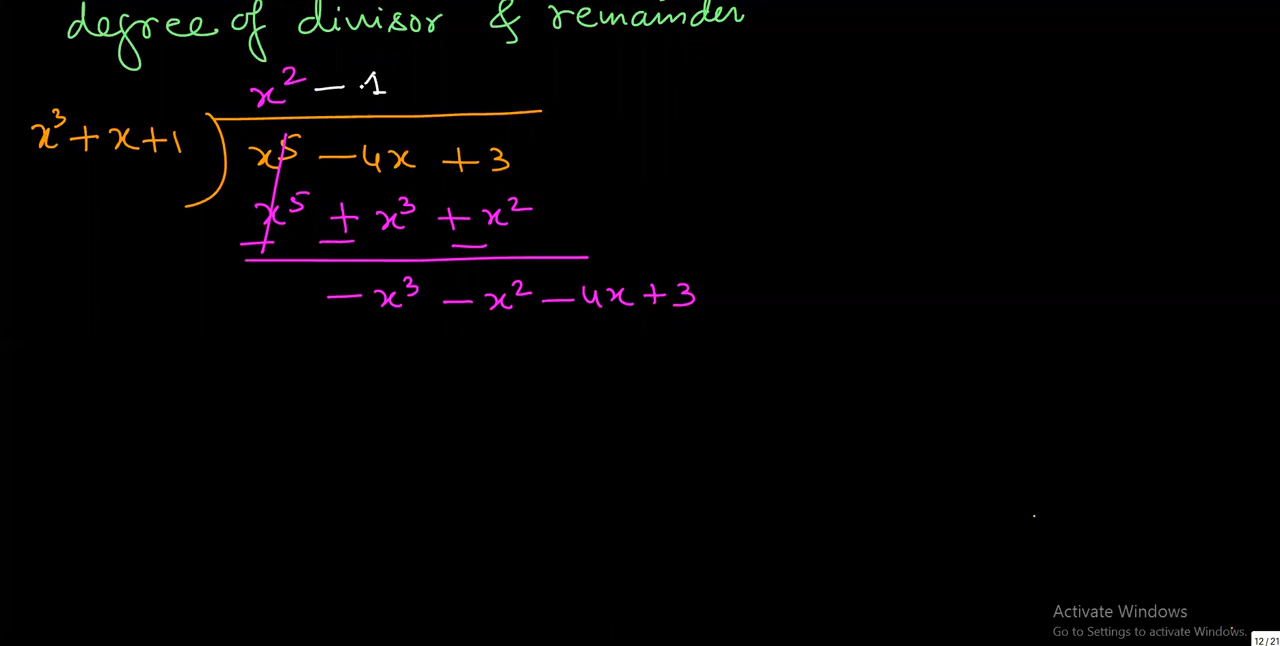 degree of divisor & remainder
x² - 1
x³ + x + 1 ) x⁵ - 4x + 3
x⁵ + x³ + x²
- - -
- x³ - x² - 4x + 3
Activate Windows
Go to Settings to activate Windows.
12 / 21